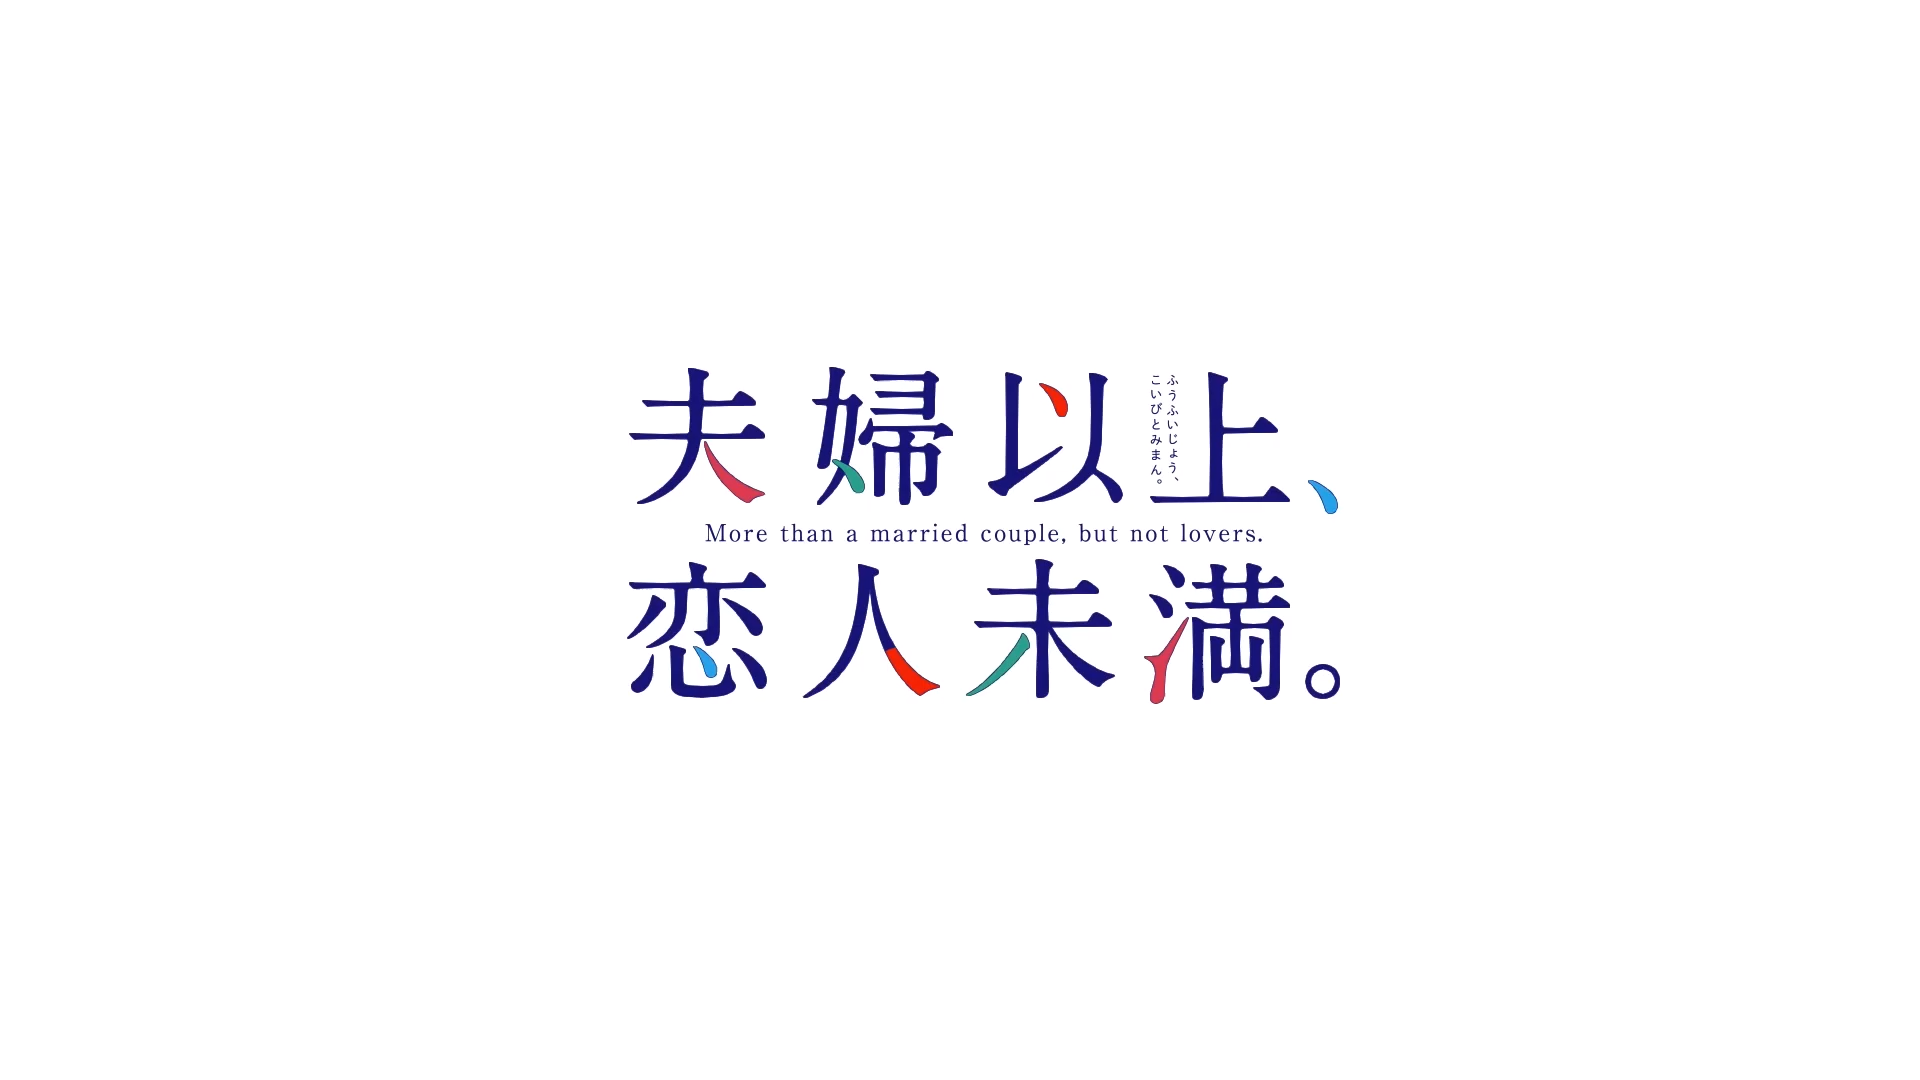 夫婦以上、
ふうふいじょう、
こいびとみまん。
More than a married couple, but not lovers.
恋人未満。